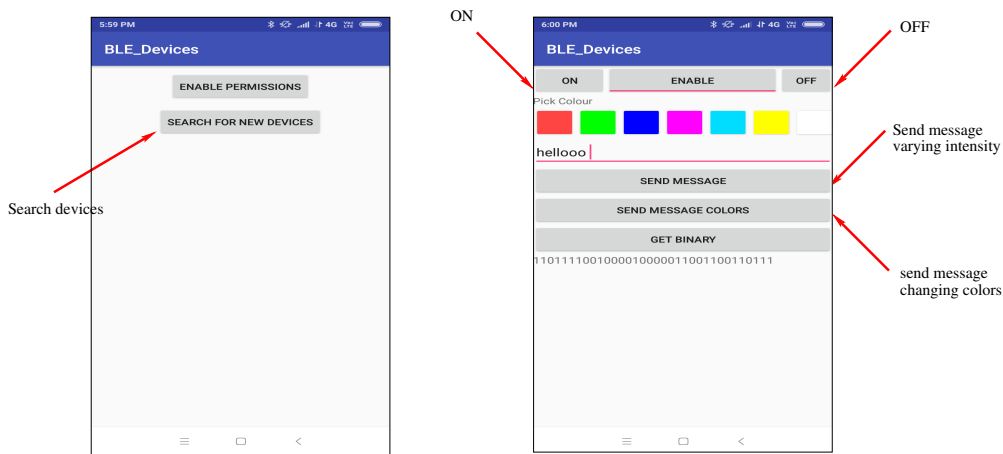 5:59 PM
4G
VoLTE
BLE_Devices
ENABLE PERMISSIONS
SEARCH FOR NEW DEVICES
Search devices
ON
6:00 PM
4G
VoLTE
OFF
BLE_Devices
ON
ENABLE
OFF
Pick Colour
hellooo
SEND MESSAGE
SEND MESSAGE COLORS
GET BINARY
1101111001000010000011001100110111
Send message
varying intensity
send message
changing colors